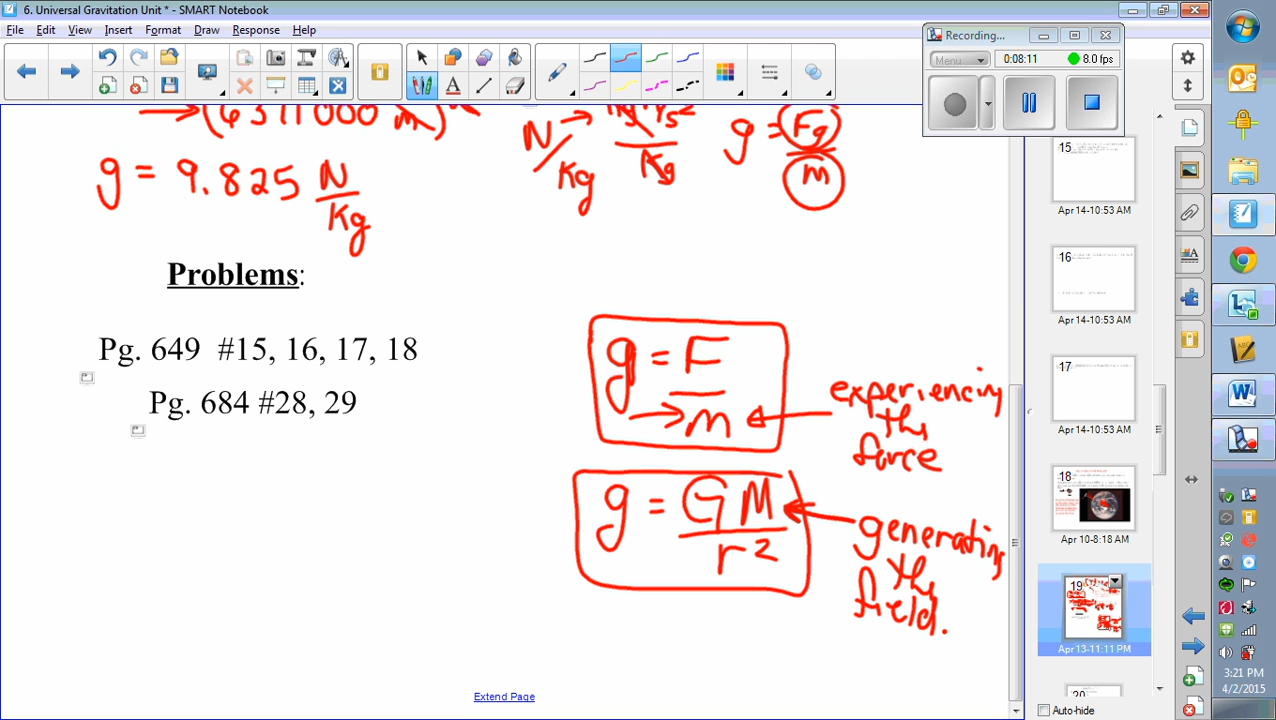 6. Universal Gravitation Unit * - SMART Notebook
File Edit View Insert Format Draw Response Help
Recording...
Menu 0:08:11 8.0 fps
(6371000 m)
g = 9.825 N/Kg
N/Kg
g = Fg/m
Problems:
Pg. 649 #15, 16, 17, 18
Pg. 684 #28, 29
g = F/m
experiencing
the
force
g = GM/r²
generating
the
field.
Extend Page
15
Apr 14-10:53 AM
16
Apr 14-10:53 AM
17
Apr 14-10:53 AM
18
Apr 10-8:18 AM
19
Apr 13-11:11 PM
20
Auto-hide
3:21 PM
4/2/2015